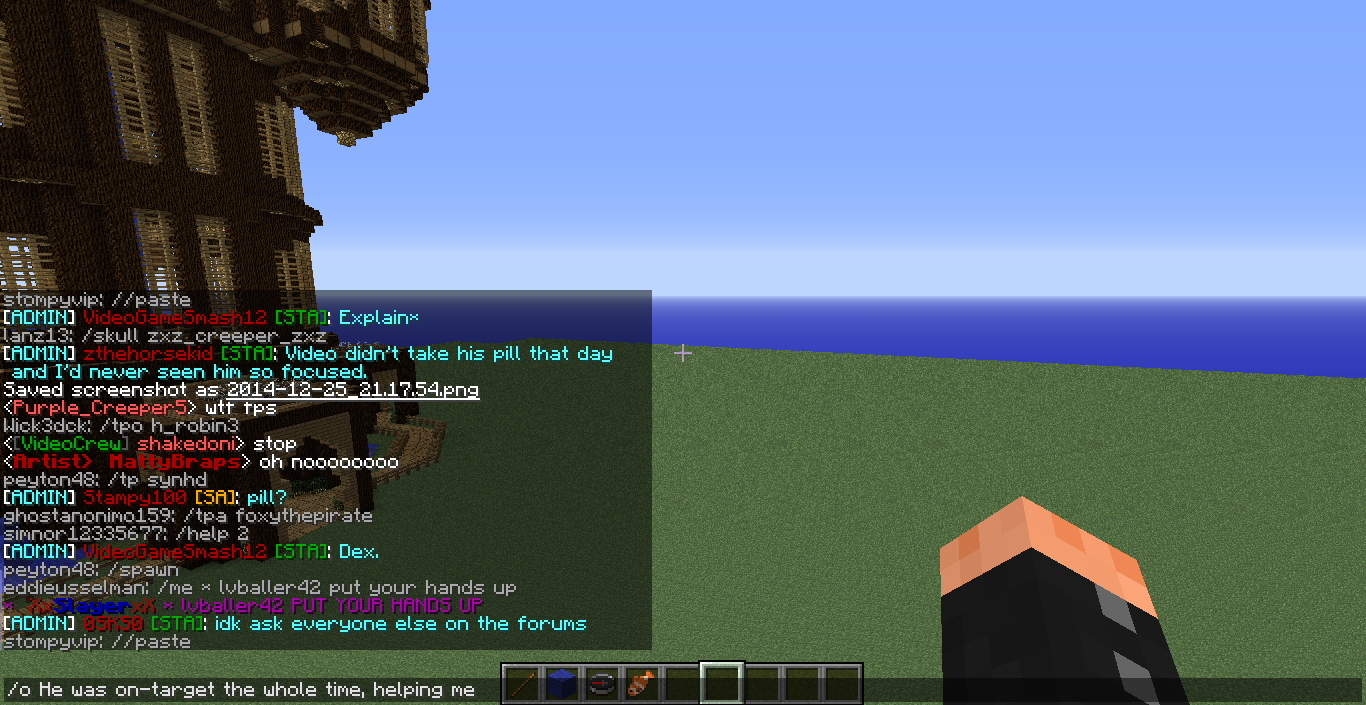 stompyvip: //paste
[ADMIN] VideoGameSmash12 [STA]: Explain*
lanz13: /skull zxz_creeper_zxz
[ADMIN] zthehorsekid [STA]: Video didn't take his pill that day
and I'd never seen him so focused.
Saved screenshot as 2014-12-25_21.17.54.png
<Purple_Creeper5> wtf tps
Wick3dck: /tpo h_robin3
<[VideoCrew] shakedoni> stop
<Artist> MattyBraps> oh nooooooooo
peyton48: /tp synhd
[ADMIN] Stampy100 [SA]: pill?
ghostanonimo159: /tpa foxythepirate
simnor12335677: /help 2
[ADMIN] VideoGameSmash12 [STA]: Dex.
peyton48: /spawn
eddieusselman: /me * lvballer42 put your hands up
* XxSlayerxX * lvballer42 PUT YOUR HANDS UP
[ADMIN] 05K50 [STA]: idk ask everyone else on the forums
stompyvip: //paste
/o He was on-target the whole time, helping me